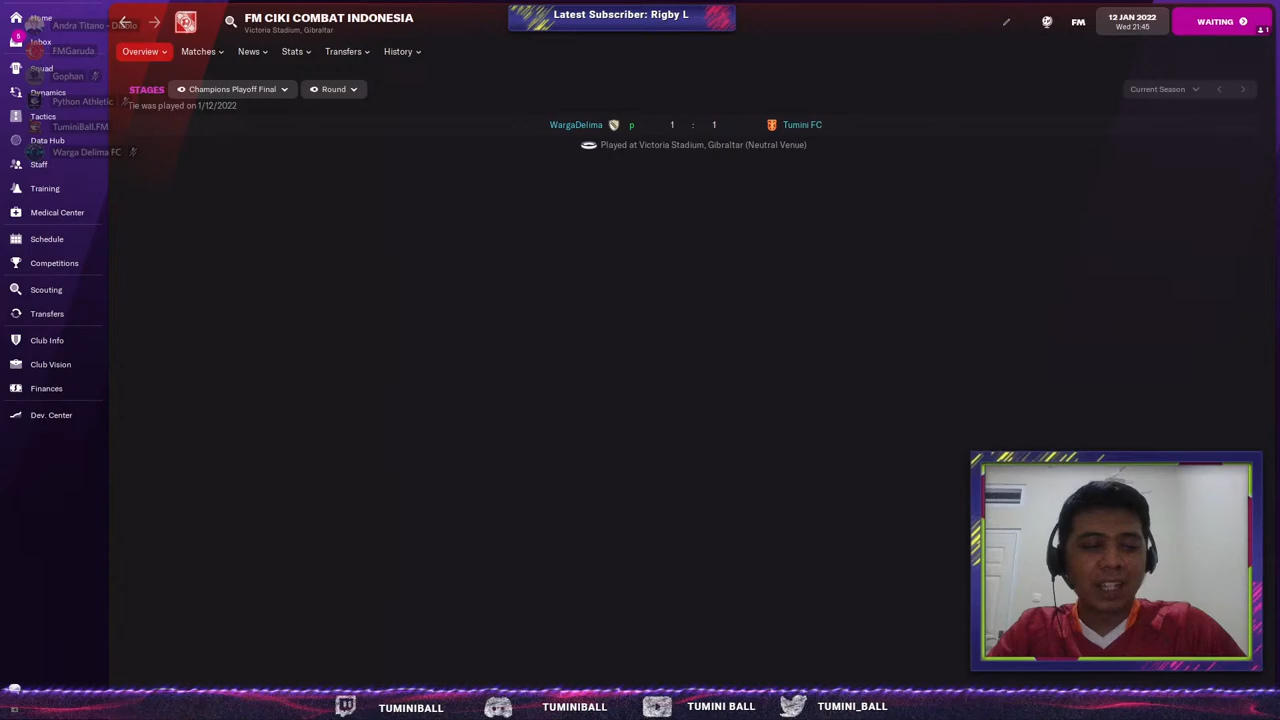 FM CIKI COMBAT INDONESIA
Victoria Stadium, Gibraltar
Latest Subscriber: Rigby L
FM
12 JAN 2022
Wed 21:45
WAITING
1
Home
Andra Titano - Diablo
5
Inbox
FMGaruda
Squad
Gophan
Dynamics
Python Athletic
Tactics
TuminiBall.FM
Data Hub
Warga Delima FC
Staff
Training
Medical Center
Schedule
Competitions
Scouting
Transfers
Club Info
Club Vision
Finances
Dev. Center
Overview
Matches
News
Stats
Transfers
History
STAGES
Champions Playoff Final
Round
Current Season
Tie was played on 1/12/2022
WargaDelima p 1 : 1 Tumini FC
Played at Victoria Stadium, Gibraltar (Neutral Venue)
TUMINIBALL
TUMINIBALL
TUMINI BALL
TUMINI_BALL